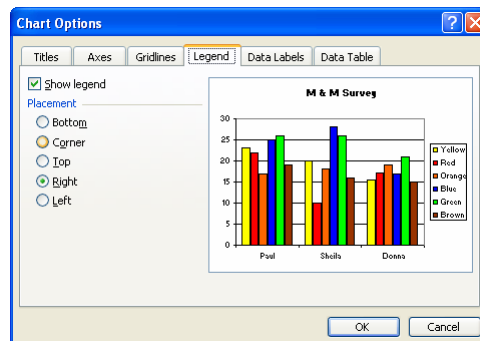 Chart Options
Titles
Axes
Gridlines
Legend
Data Labels
Data Table
Show legend
Placement
Bottom
Corner
Top
Right
Left
M & M Survey
30
25
20
15
10
5
0
Paul
Sheila
Donna
Yellow
Red
Orange
Blue
Green
Brown
OK
Cancel